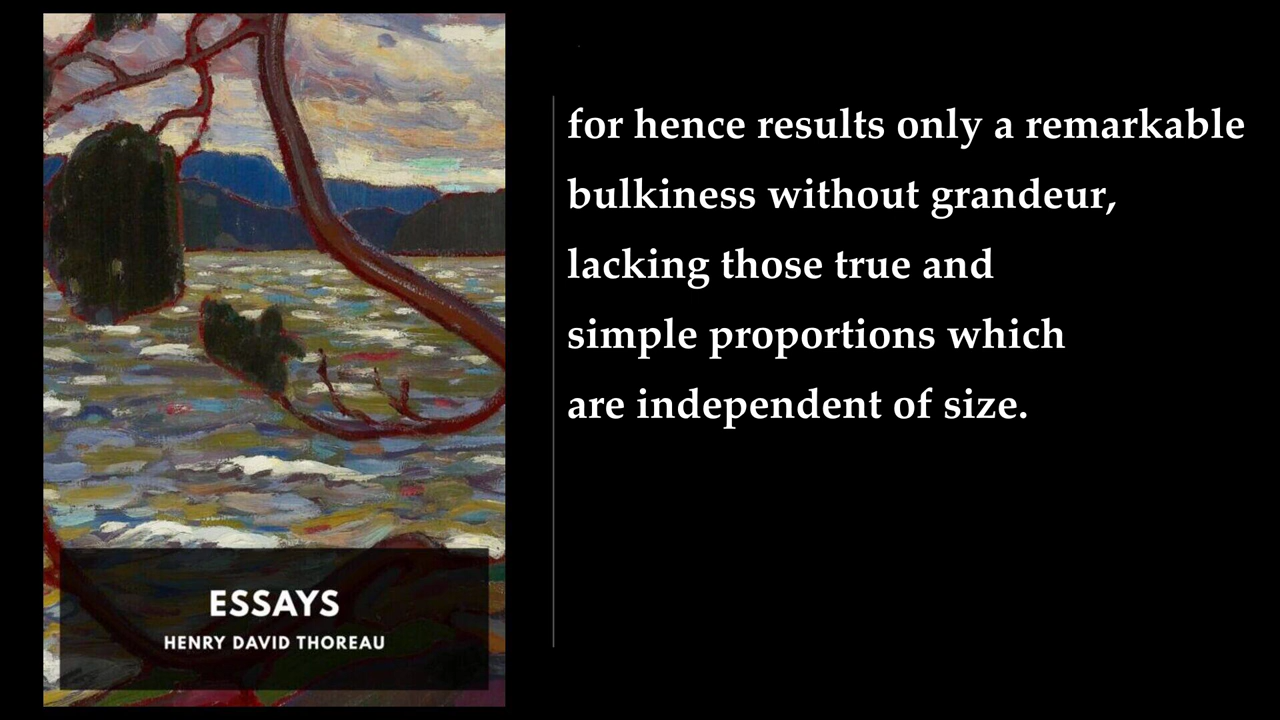 for hence results only a remarkable
bulkiness without grandeur,
lacking those true and
simple proportions which
are independent of size.
ESSAYS
HENRY DAVID THOREAU